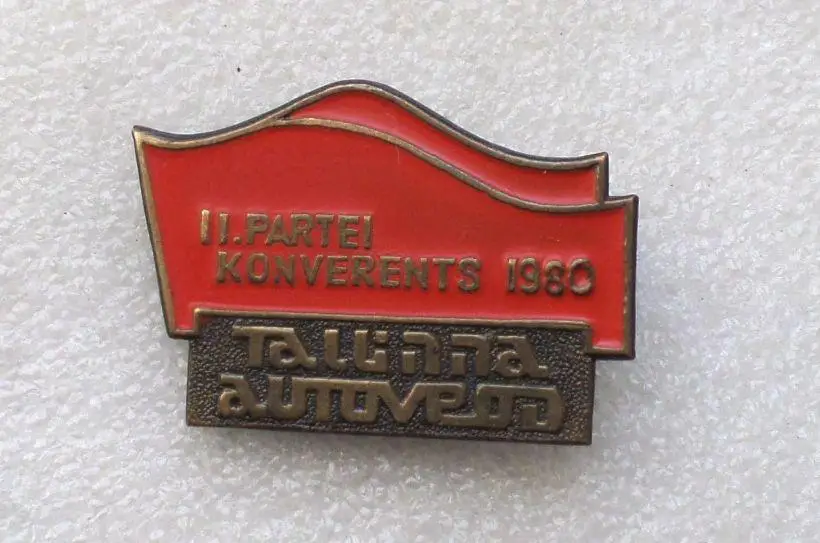 II. PARTEI
KONVERENTS 1980
TALLINNA
AUTOVEOD